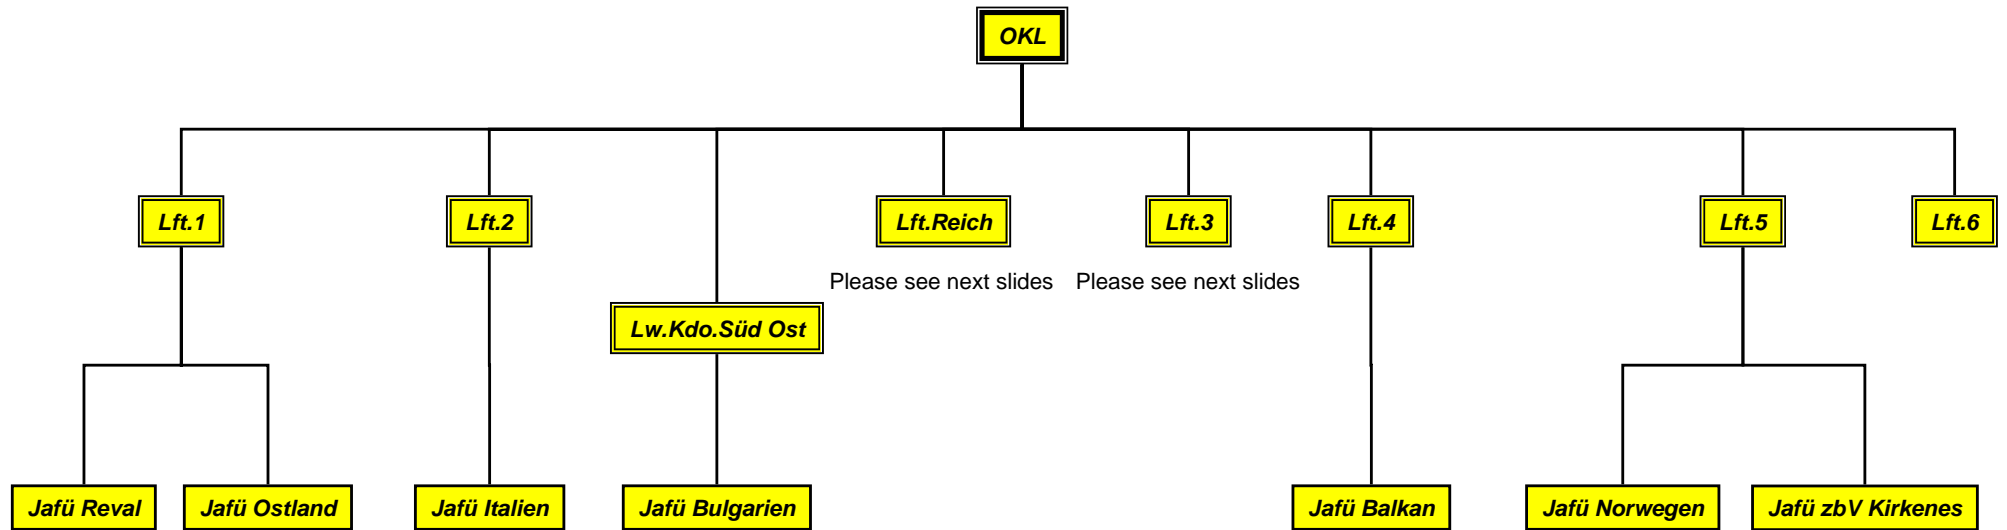 OKL
Lft.1
Lft.2
Lft.Reich
Lft.3
Lft.4
Lft.5
Lft.6
Please see next slides
Please see next slides
Lw.Kdo.Süd Ost
Jafü Reval
Jafü Ostland
Jafü Italien
Jafü Bulgarien
Jafü Balkan
Jafü Norwegen
Jafü zbV Kirkenes